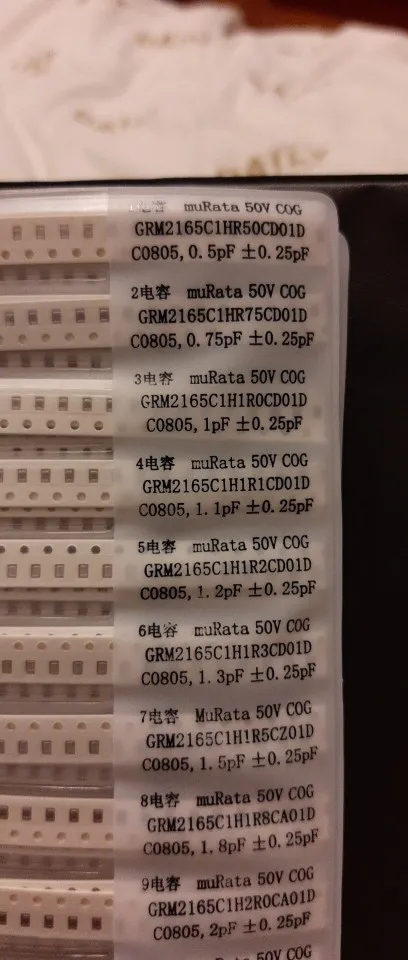 1电容 muRata 50V COG
GRM2165C1HR50CD01D
C0805, 0.5pF ±0.25pF
2电容 muRata 50V COG
GRM2165C1HR75CD01D
C0805, 0.75pF ±0.25pF
3电容 muRata 50V COG
GRM2165C1H1R0CD01D
C0805, 1pF ±0.25pF
4电容 muRata 50V COG
GRM2165C1H1R1CD01D
C0805, 1.1pF ±0.25pF
5电容 muRata 50V COG
GRM2165C1H1R2CD01D
C0805, 1.2pF ±0.25pF
6电容 muRata 50V COG
GRM2165C1H1R3CD01D
C0805, 1.3pF ±0.25pF
7电容 MuRata 50V COG
GRM2165C1H1R5CZ01D
C0805, 1.5pF ±0.25pF
8电容 muRata 50V COG
GRM2165C1H1R8CA01D
C0805, 1.8pF ±0.25pF
9电容 muRata 50V COG
GRM2165C1H2R0CA01D
C0805, 2pF ±0.25pF